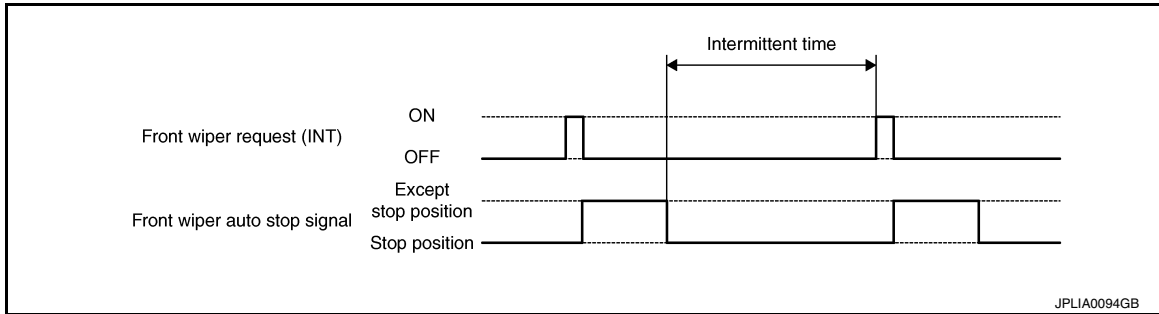 Intermittent time
ON
Front wiper request (INT)
OFF
Except
stop position
Front wiper auto stop signal
Stop position
JPLIA0094GB